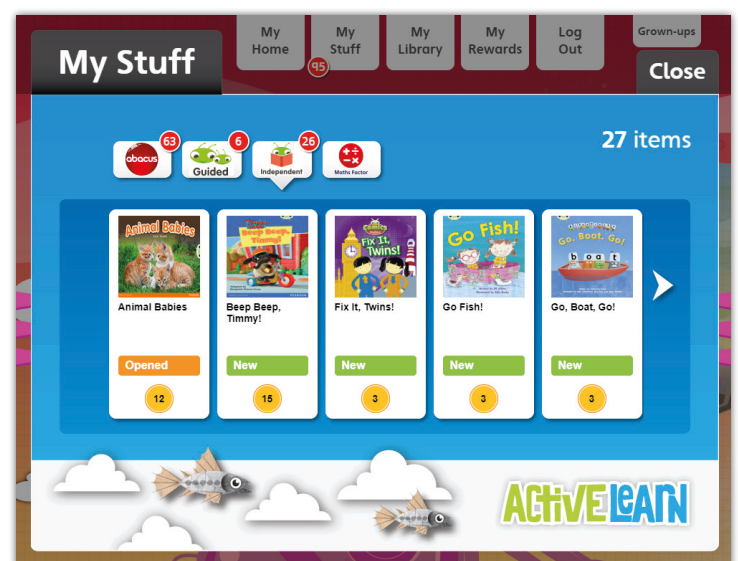 My Stuff
My Home
My Stuff
95
My Library
My Rewards
Log Out
Grown-ups
Close
27 items
abacus
63
Guided
6
Independent
26
Maths Factor
Animal Babies
Beep Beep, Timmy!
Comics
Fix It, Twins!
Go Fish!
Go, Boat, Go!
boat
Animal Babies
Beep Beep,
Timmy!
Fix It, Twins!
Go Fish!
Go, Boat, Go!
Opened
New
New
New
New
12
15
3
3
3
ACTIVE LEARN